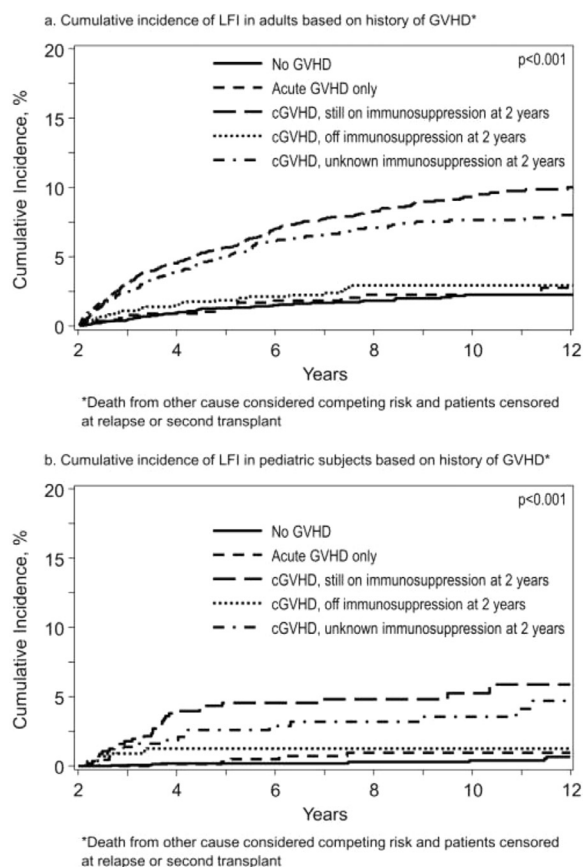 a. Cumulative incidence of LFI in adults based on history of GVHD*
20
15
10
5
0
Cumulative Incidence, %
p<0.001
No GVHD
Acute GVHD only
cGVHD, still on immunosuppression at 2 years
cGVHD, off immunosuppression at 2 years
cGVHD, unknown immunosuppression at 2 years
2 4 6 8 10 12
Years
*Death from other cause considered competing risk and patients censored
at relapse or second transplant
b. Cumulative incidence of LFI in pediatric subjects based on history of GVHD*
20
15
10
5
0
Cumulative Incidence, %
p<0.001
No GVHD
Acute GVHD only
cGVHD, still on immunosuppression at 2 years
cGVHD, off immunosuppression at 2 years
cGVHD, unknown immunosuppression at 2 years
2 4 6 8 10 12
Years
*Death from other cause considered competing risk and patients censored
at relapse or second transplant